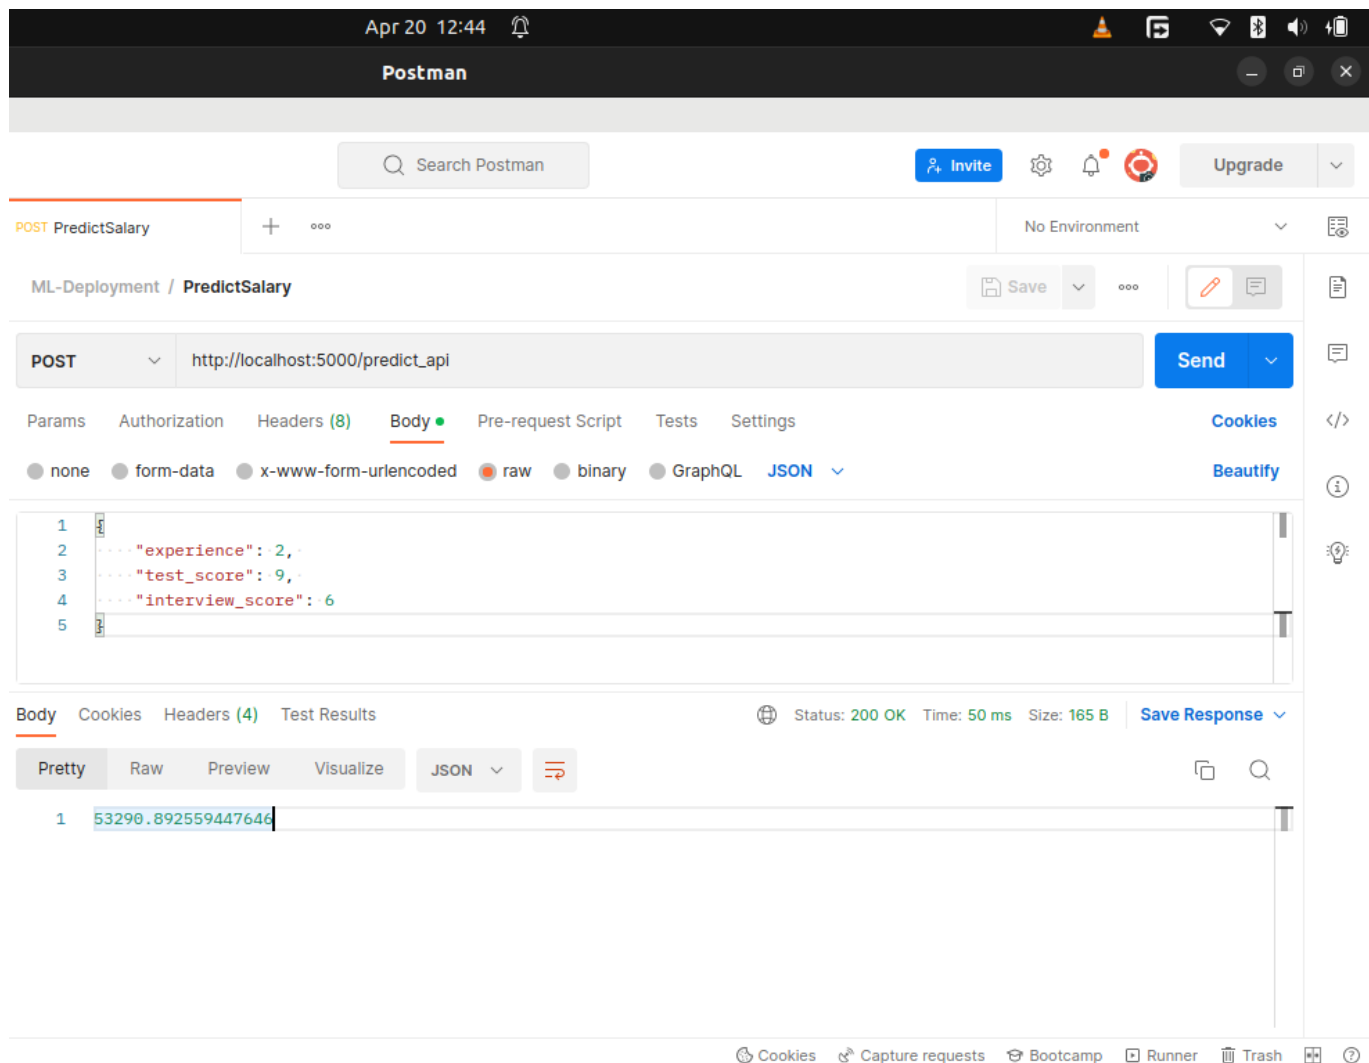 Apr 20 12:44
Postman
Search Postman
Invite
Upgrade
POST PredictSalary
No Environment
ML-Deployment / PredictSalary
Save
POST
http://localhost:5000/predict_api
Send
Params Authorization Headers (8) Body Pre-request Script Tests Settings Cookies
none form-data x-www-form-urlencoded raw binary GraphQL JSON Beautify
1 {
2 "experience": 2,
3 "test_score": 9,
4 "interview_score": 6
5 }
Body Cookies Headers (4) Test Results Status: 200 OK Time: 50 ms Size: 165 B Save Response
Pretty Raw Preview Visualize JSON
1 53290.892559447646
Cookies Capture requests Bootcamp Runner Trash